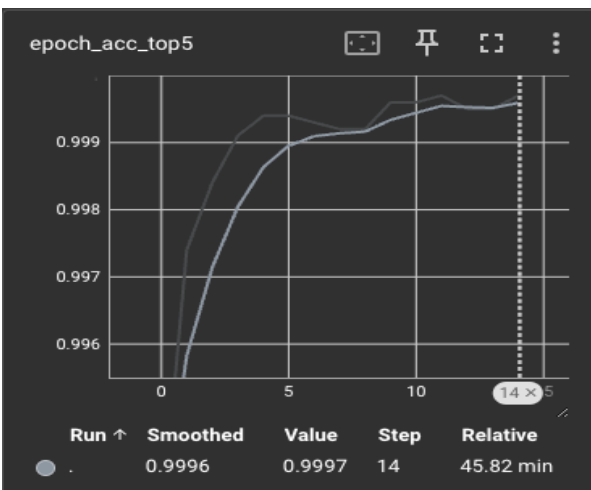 epoch_acc_top5
0.999
0.998
0.997
0.996
0 5 10 14 × 5
Run ↑ Smoothed Value Step Relative
. 0.9996 0.9997 14 45.82 min